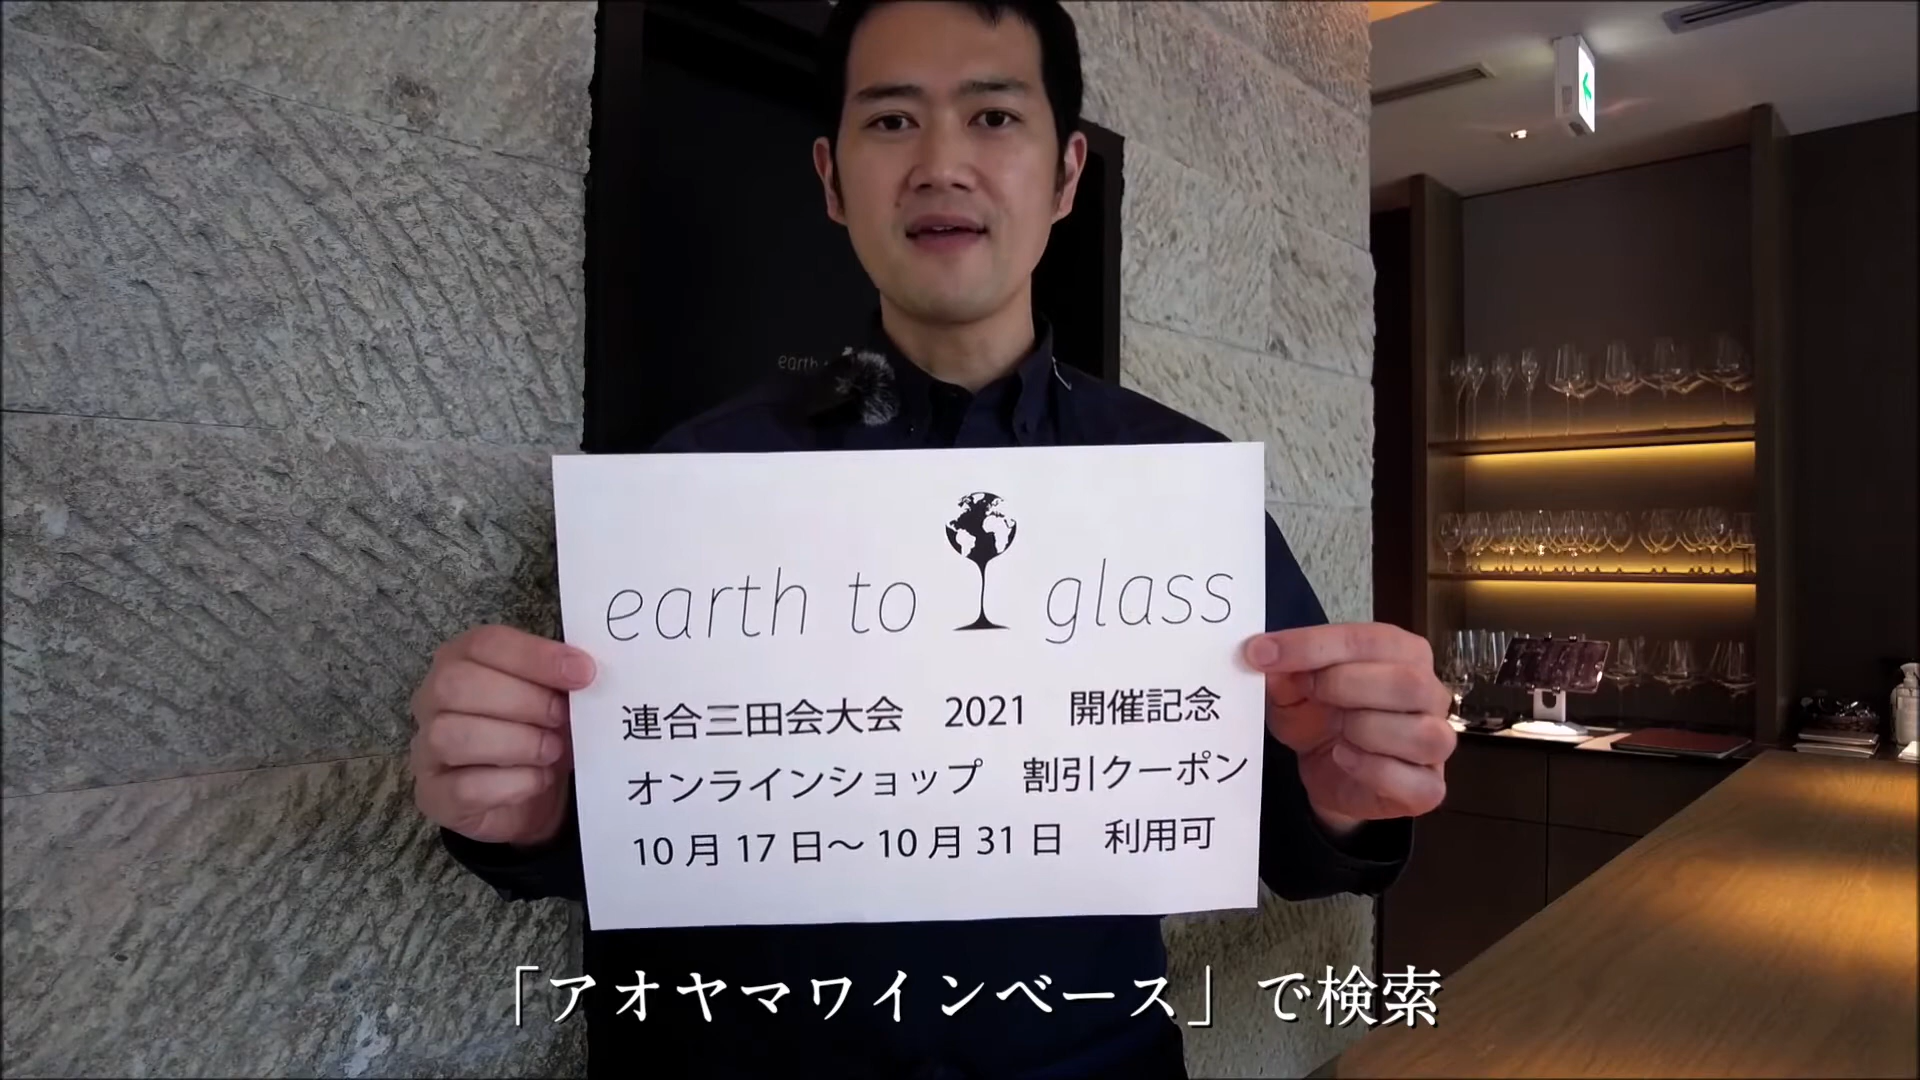 earth
earth to glass
連合三田会大会 2021 開催記念
オンラインショップ 割引クーポン
10月17日～10月31日 利用可
「アオヤマワインベース」で検索